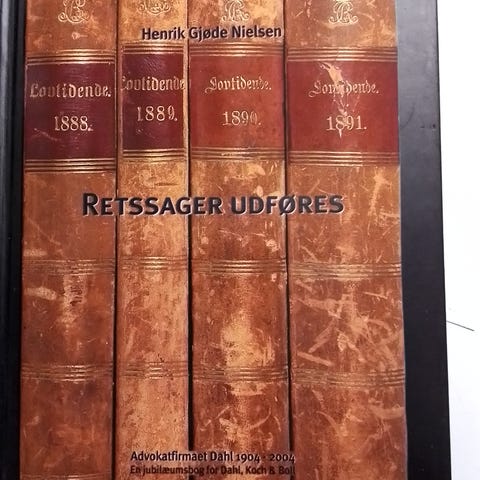 Henrik Gjøde Nielsen
Lovtidende. Lovtidende Lovtidende. Lovtidende.
1888. 1889. 1890. 1891.
RETSSAGER UDFØRES
Advokatfirmaet Dahl 1904 - 2004
En jubilæumsbog for Dahl, Koch & Boll